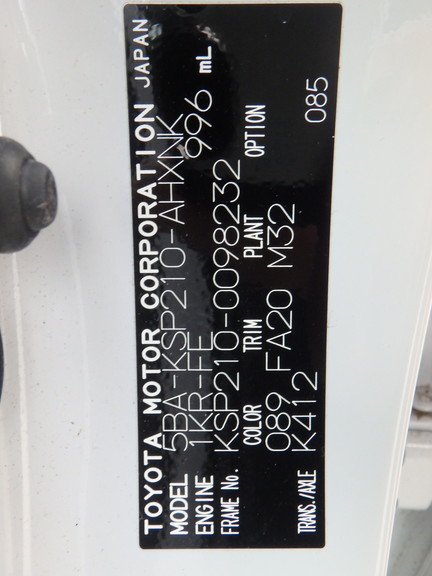 TOYOTA MOTOR CORPORATION JAPAN
MODEL 5BA-KSP210-AHXNK
ENGINE 1KR-FE 996 mL
FRAME No. KSP210-0098232
COLOR TRIM PLANT OPTION
089 FA20 M32
TRANS./AXLE K412 085